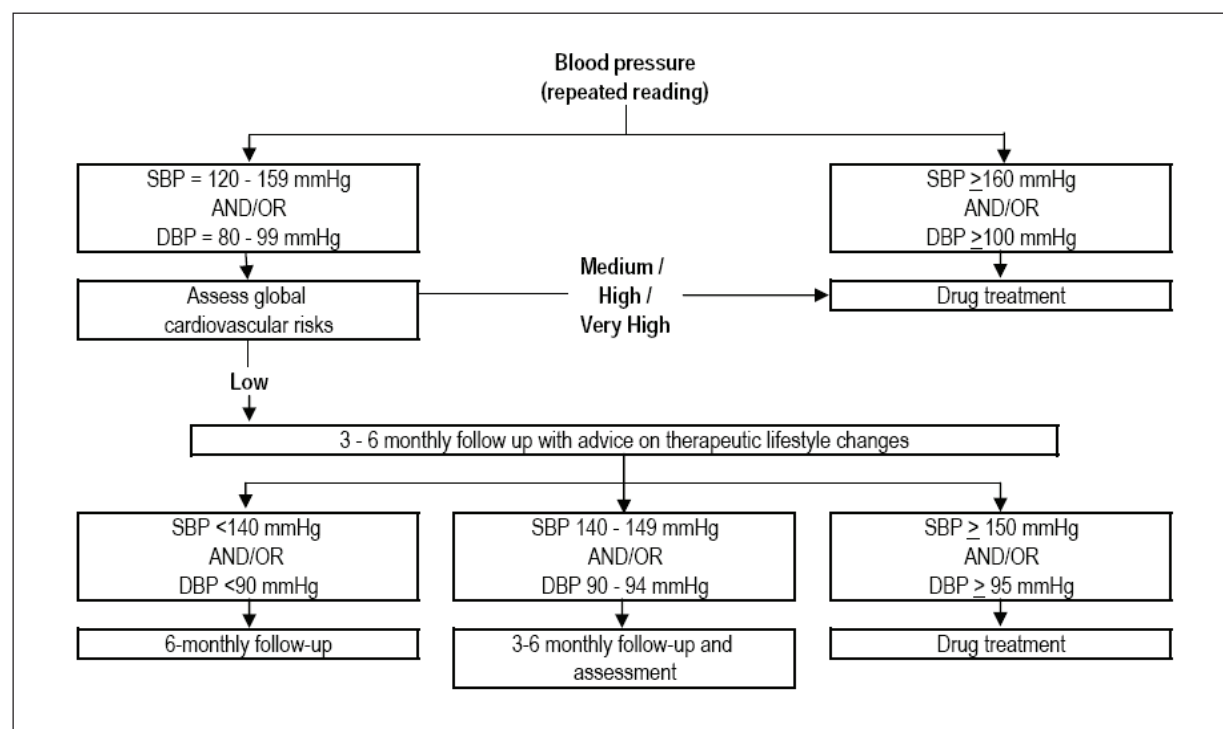 Blood pressure
(repeated reading)
SBP = 120 - 159 mmHg
AND/OR
DBP = 80 - 99 mmHg
SBP ≥160 mmHg
AND/OR
DBP ≥100 mmHg
Assess global
cardiovascular risks
Medium /
High /
Very High
Drug treatment
Low
3 - 6 monthly follow up with advice on therapeutic lifestyle changes
SBP <140 mmHg
AND/OR
DBP <90 mmHg
SBP 140 - 149 mmHg
AND/OR
DBP 90 - 94 mmHg
SBP ≥ 150 mmHg
AND/OR
DBP ≥ 95 mmHg
6-monthly follow-up
3-6 monthly follow-up and
assessment
Drug treatment